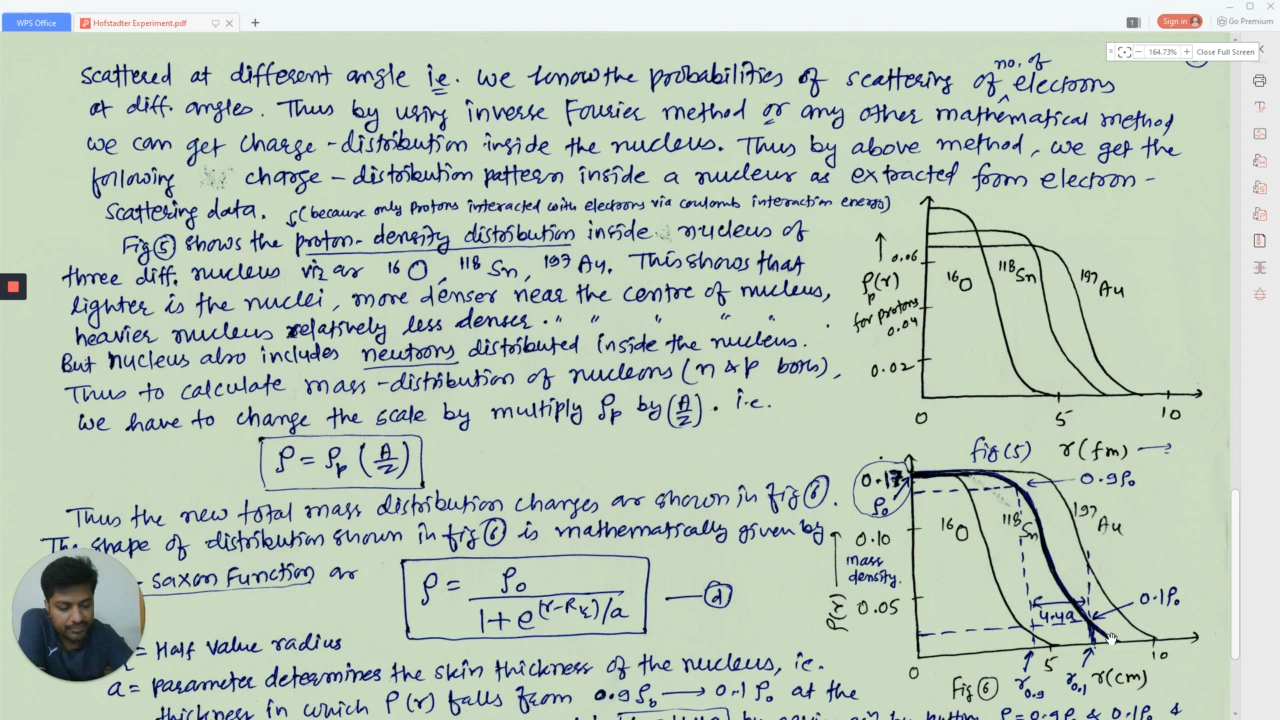 WPS Office
Hofstadter Experiment.pdf
1
Sign in
Go Premium
164.73%
Close Full Screen
scattered at different angle ie. we know the probabilities of scattering of no. of electrons
at diff. angles. Thus by using inverse Fourier method or any other mathematical method
we can get charge-distribution inside the nucleus. Thus by above method, we get the
following charge-distribution pattern inside a nucleus as extracted from electron-
scattering data. (because only protons interacted with electrons via coulomb interaction energy)
Fig ⑤ shows the proton-density distribution inside nucleus of
three diff. nucleus viz as ¹⁶O, ¹¹⁸Sn, ¹⁹⁷Au. This shows that
lighter is the nuclei, more denser near the centre of nucleus,
heavier nucleus relatively less denser " " " " " .
But nucleus also includes neutrons distributed inside the nucleus.
Thus to calculate mass-distribution of nucleons (n & p both),
we have to change the scale by multiply ρp by (A/Z). i.e.
ρ = ρp (A/Z)
Thus the new total mass distribution changes as shown in fig ⑥.
The shape of distribution shown in fig ⑥ is mathematically given by
- Saxon Function as
ρ = ρ₀ / 1+e^(r-R½)/a — ⓓ
= Half value radius
a = parameter determines the skin thickness of the nucleus, ie.
thickness in which ρ(r) falls from 0.9ρ₀ → 0.1ρ₀ at the
ρp(r)
for protons
0.06
0.04
0.02
¹⁶O
¹¹⁸Sn
¹⁹⁷Au
0
5
10
fig(5) r(fm) →
0.17
ρ₀
0.9ρ₀
¹⁶O
¹¹⁸Sn
¹⁹⁷Au
0.10
mass
density.
ρ(r)
0.05
4.4a
0.1ρ₀
0
5
10
Fig ⑥ r₀.₉ r₀.₁ r(cm)